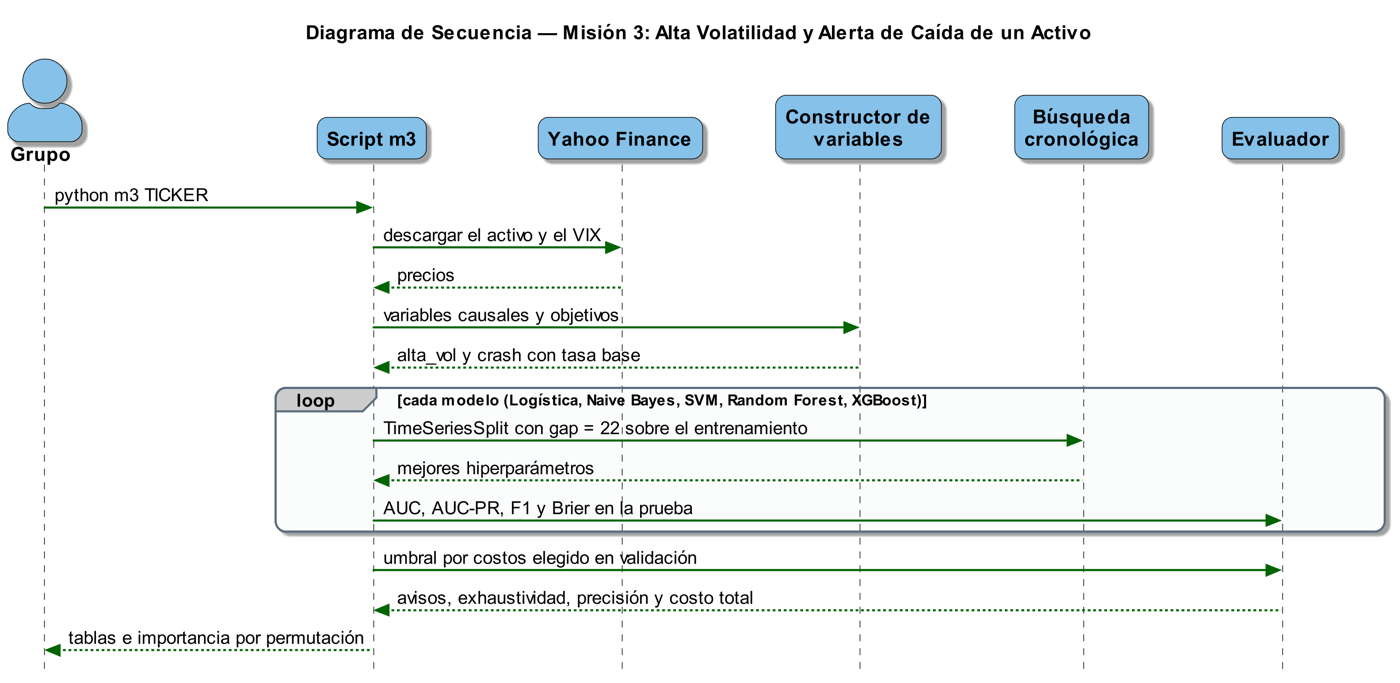 Diagrama de Secuencia — Misión 3: Alta Volatilidad y Alerta de Caída de un Activo
Grupo
Script m3
Yahoo Finance
Constructor de
variables
Búsqueda
cronológica
Evaluador
python m3 TICKER
descargar el activo y el VIX
precios
variables causales y objetivos
alta_vol y crash con tasa base
loop
[cada modelo (Logística, Naive Bayes, SVM, Random Forest, XGBoost)]
TimeSeriesSplit con gap = 22 sobre el entrenamiento
mejores hiperparámetros
AUC, AUC-PR, F1 y Brier en la prueba
umbral por costos elegido en validación
avisos, exhaustividad, precisión y costo total
tablas e importancia por permutación